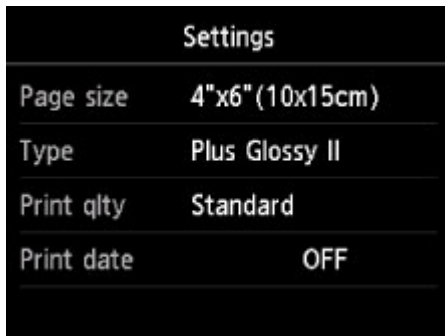 Settings
Page size 4"x6"(10x15cm)
Type Plus Glossy II
Print qlty Standard
Print date OFF